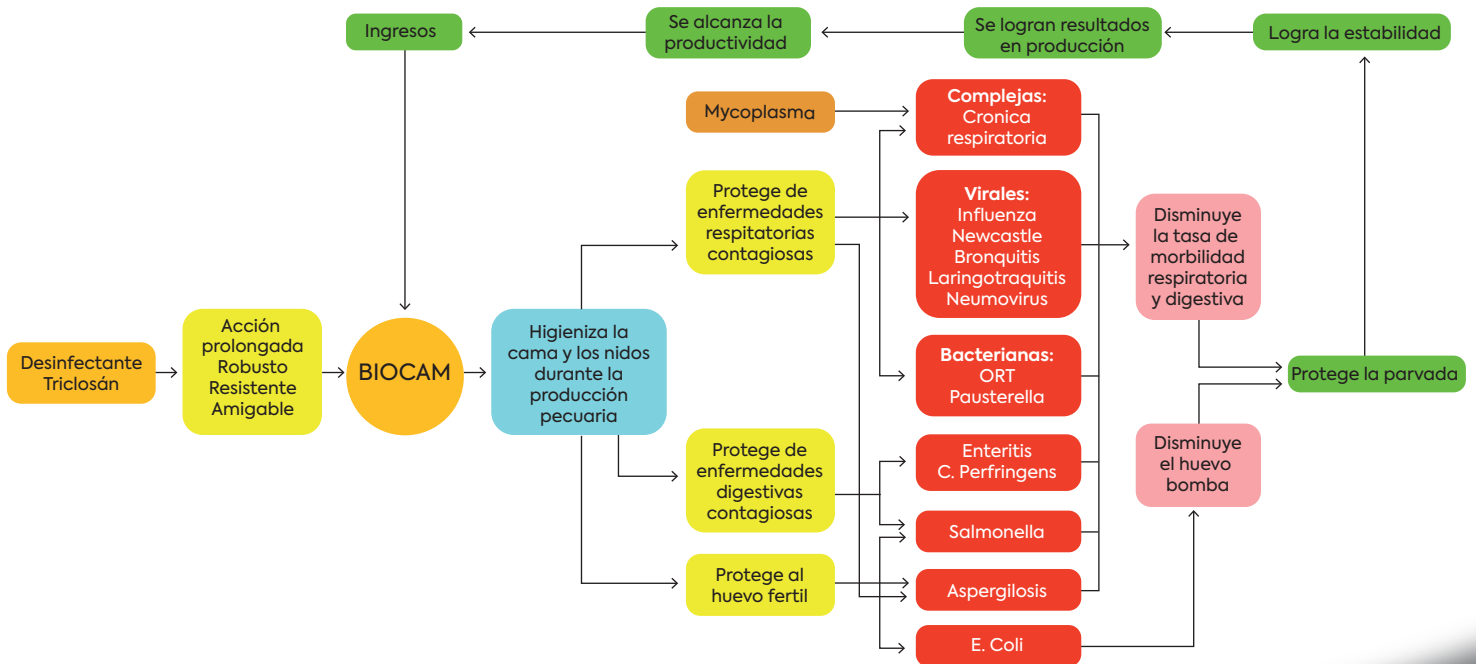 Ingresos
Se alcanza la
productividad
Se logran resultados
en producción
Logra la estabilidad
Mycoplasma
Complejas:
Cronica
respiratoria
Protege de
enfermedades
respitatorias
contagiosas
Virales:
Influenza
Newcastle
Bronquitis
Laringotraquitis
Neumovirus
Disminuye
la tasa de
morbilidad
respiratoria
y digestiva
Desinfectante
Triclosán
Acción
prolongada
Robusto
Resistente
Amigable
BIOCAM
Higieniza la
cama y los nidos
durante la
producción
pecuaria
Bacterianas:
ORT
Pausterella
Protege la parvada
Protege de
enfermedades
digestivas
contagiosas
Enteritis
C. Perfringens
Disminuye
el huevo
bomba
Salmonella
Protege al
huevo fertil
Aspergilosis
E. Coli